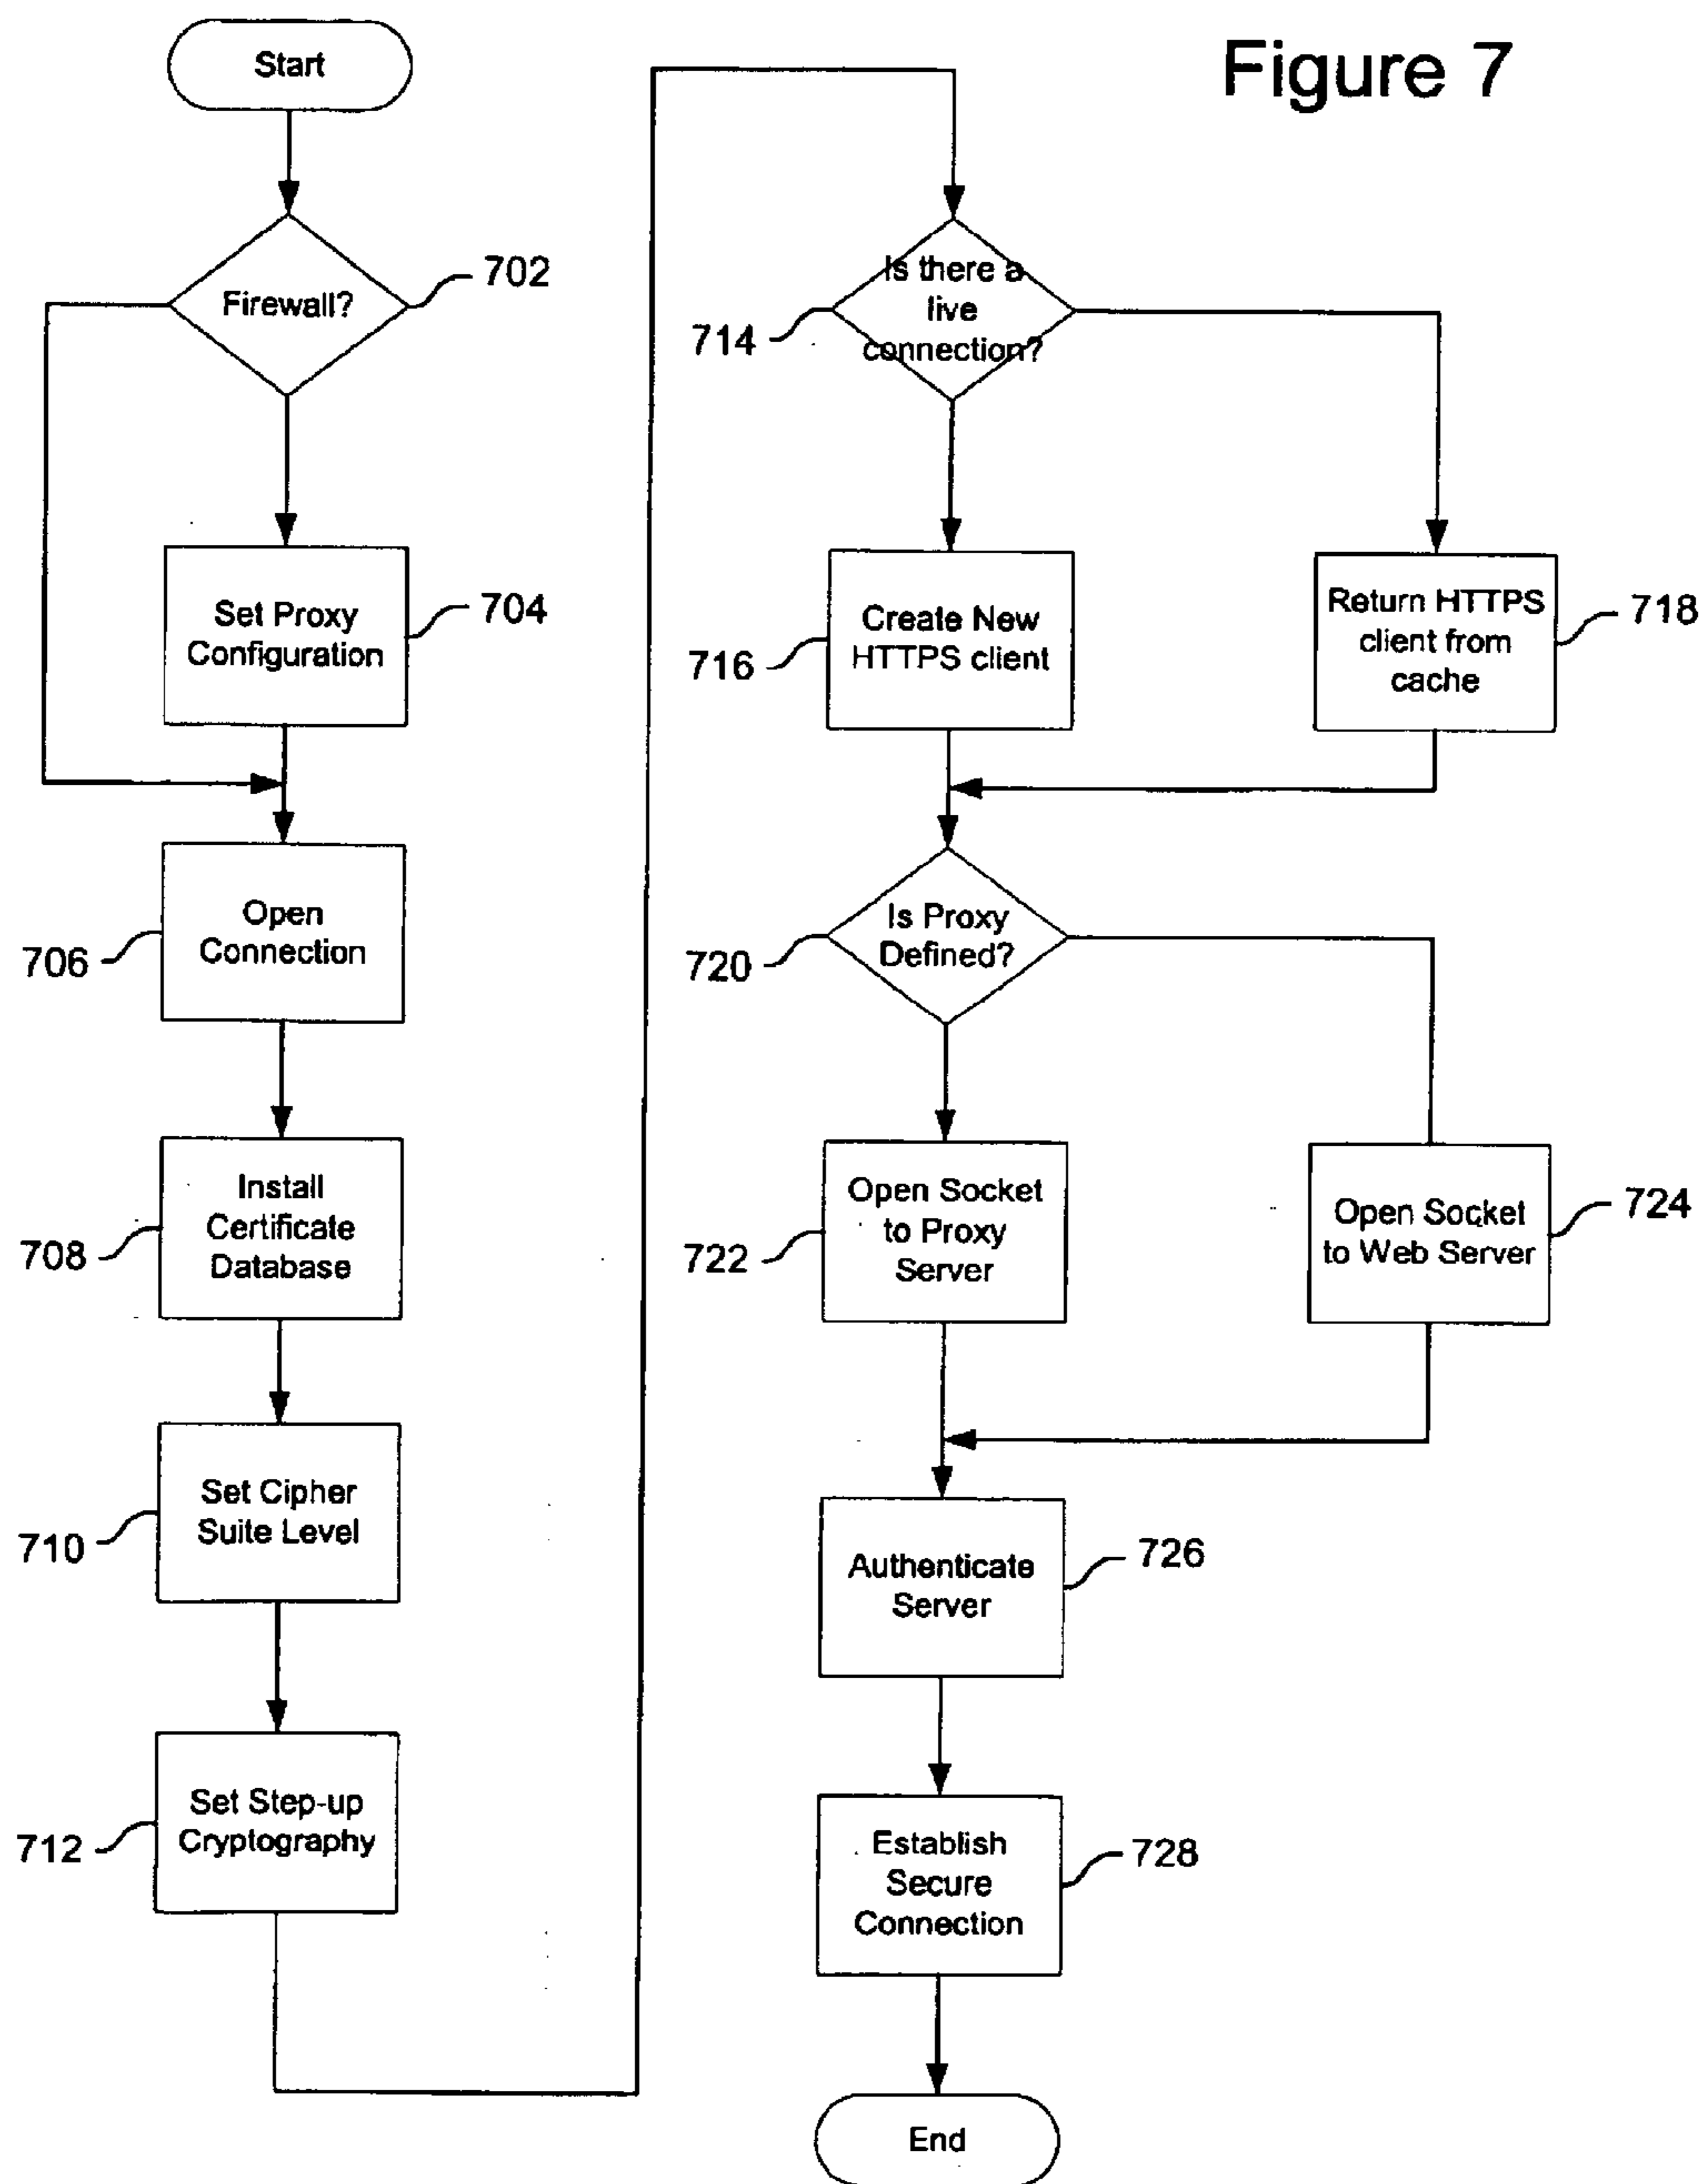 Figure 7
Start
Firewall?
702
Set Proxy
Configuration
704
Open
Connection
706
Install
Certificate
Database
708
Set Cipher
Suite Level
710
Set Step-up
Cryptography
712
Is there a
live
connection?
714
Create New
HTTPS client
716
Return HTTPS
client from
cache
718
Is Proxy
Defined?
720
Open Socket
to Proxy
Server
722
Open Socket
to Web Server
724
Authenticate
Server
726
Establish
Secure
Connection
728
End